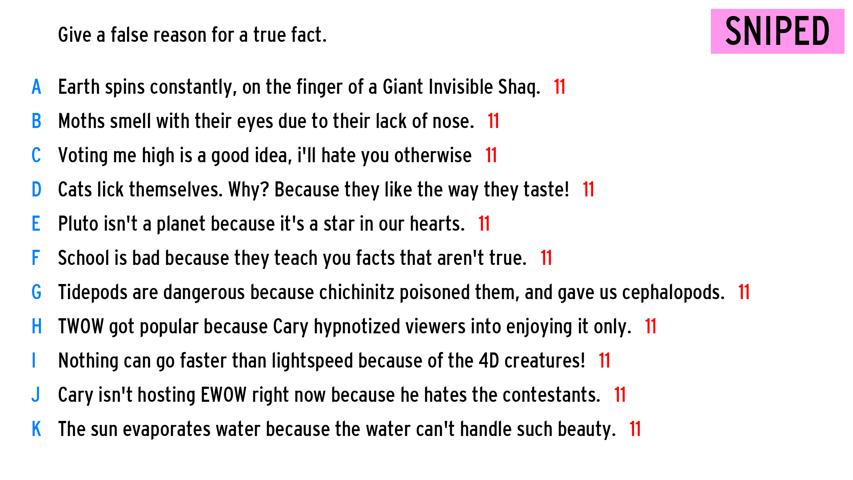 Give a false reason for a true fact.
SNIPED
A Earth spins constantly, on the finger of a Giant Invisible Shaq. 11
B Moths smell with their eyes due to their lack of nose. 11
C Voting me high is a good idea, i'll hate you otherwise 11
D Cats lick themselves. Why? Because they like the way they taste! 11
E Pluto isn't a planet because it's a star in our hearts. 11
F School is bad because they teach you facts that aren't true. 11
G Tidepods are dangerous because chichinitz poisoned them, and gave us cephalopods. 11
H TWOW got popular because Cary hypnotized viewers into enjoying it only. 11
I Nothing can go faster than lightspeed because of the 4D creatures! 11
J Cary isn't hosting EWOW right now because he hates the contestants. 11
K The sun evaporates water because the water can't handle such beauty. 11